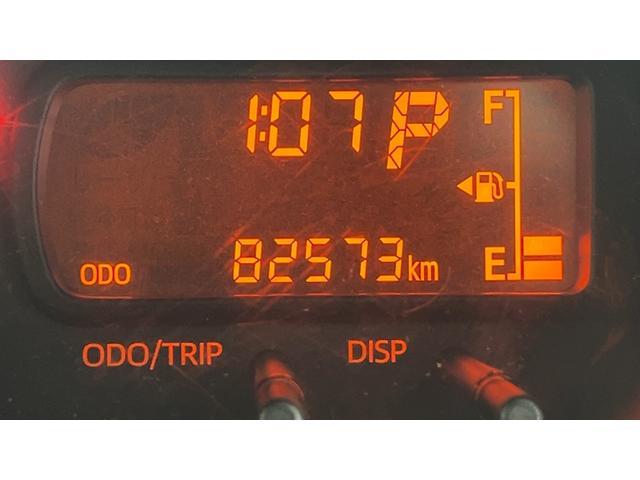 1:07 P F
ODO 82573 km E
ODO/TRIP DISP